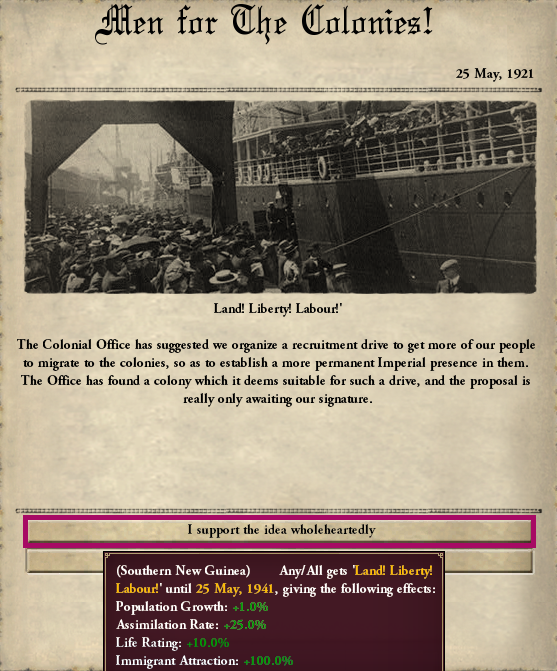 Men for The Colonies!
25 May, 1921
Land! Liberty! Labour!'
The Colonial Office has suggested we organize a recruitment drive to get more of our people
to migrate to the colonies, so as to establish a more permanent Imperial presence in them.
The Office has found a colony which it deems suitable for such a drive, and the proposal is
really only awaiting our signature.
I support the idea wholeheartedly
(Southern New Guinea) Any/All gets 'Land! Liberty!
Labour!' until 25 May, 1941, giving the following effects:
Population Growth: +1.0%
Assimilation Rate: +25.0%
Life Rating: +10.0%
Immigrant Attraction: +100.0%